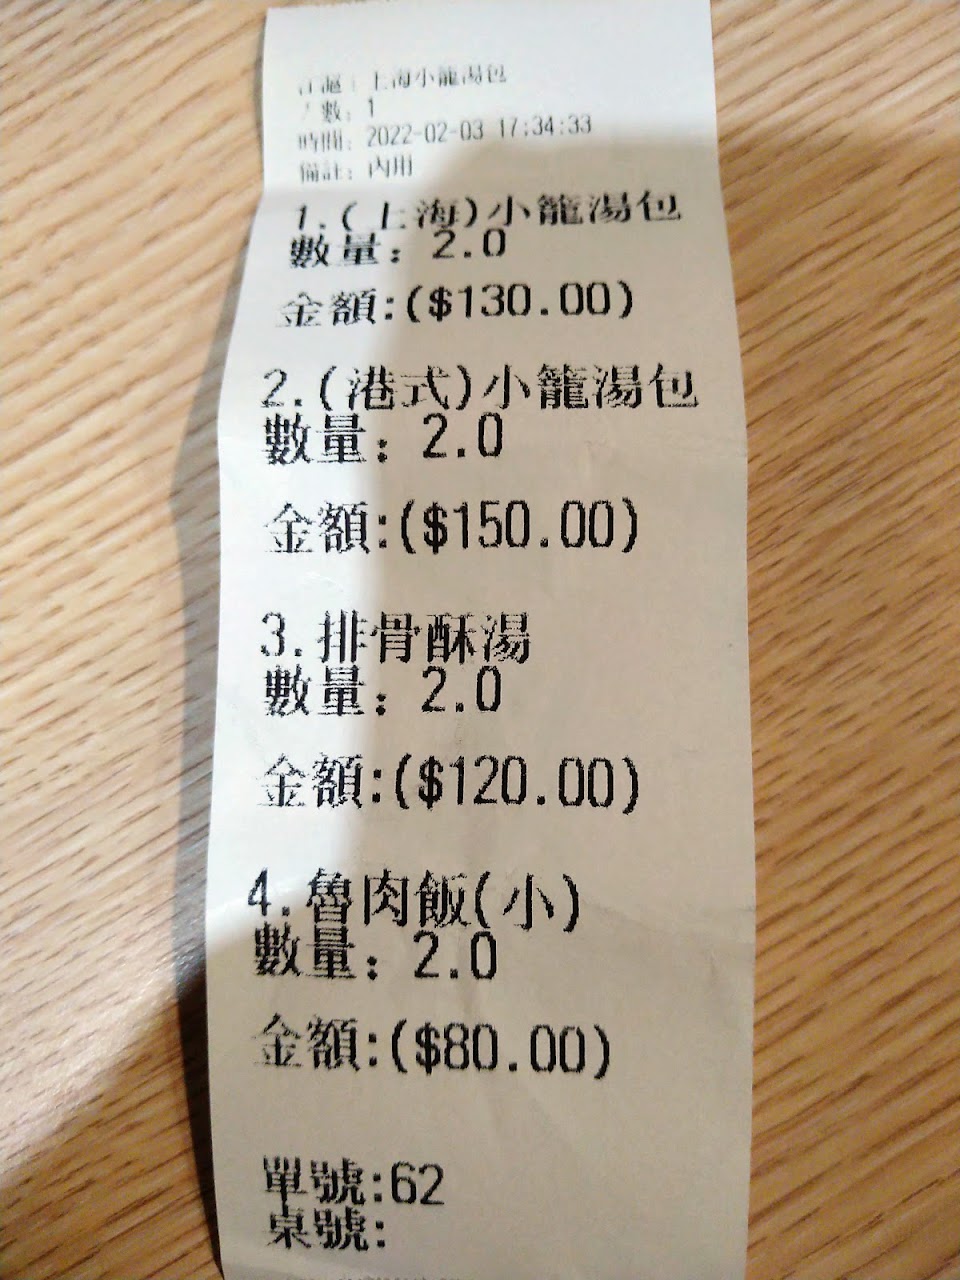 滬：上海小籠湯包
數：1
時間：2022-02-03 17:34:33
備註：內用
1.(上海)小籠湯包
數量：2.0
金額:($130.00)
2.(港式)小籠湯包
數量：2.0
金額:($150.00)
3.排骨酥湯
數量：2.0
金額:($120.00)
4.魯肉飯(小)
數量：2.0
金額:($80.00)
單號:62
桌號: